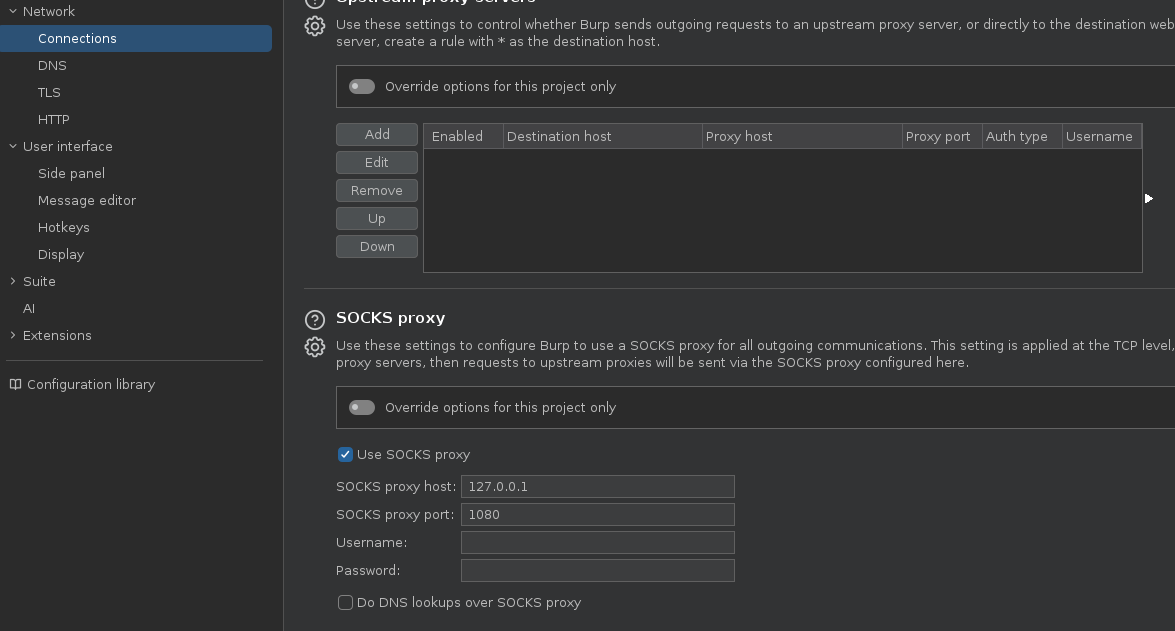 Network
Connections
DNS
TLS
HTTP
User interface
Side panel
Message editor
Hotkeys
Display
Suite
AI
Extensions
Configuration library
Upstream proxy servers
Use these settings to control whether Burp sends outgoing requests to an upstream proxy server, or directly to the destination web
server, create a rule with * as the destination host.
Override options for this project only
Add
Edit
Remove
Up
Down
Enabled Destination host Proxy host Proxy port Auth type Username
SOCKS proxy
Use these settings to configure Burp to use a SOCKS proxy for all outgoing communications. This setting is applied at the TCP level,
proxy servers, then requests to upstream proxies will be sent via the SOCKS proxy configured here.
Override options for this project only
Use SOCKS proxy
SOCKS proxy host: 127.0.0.1
SOCKS proxy port: 1080
Username:
Password:
Do DNS lookups over SOCKS proxy